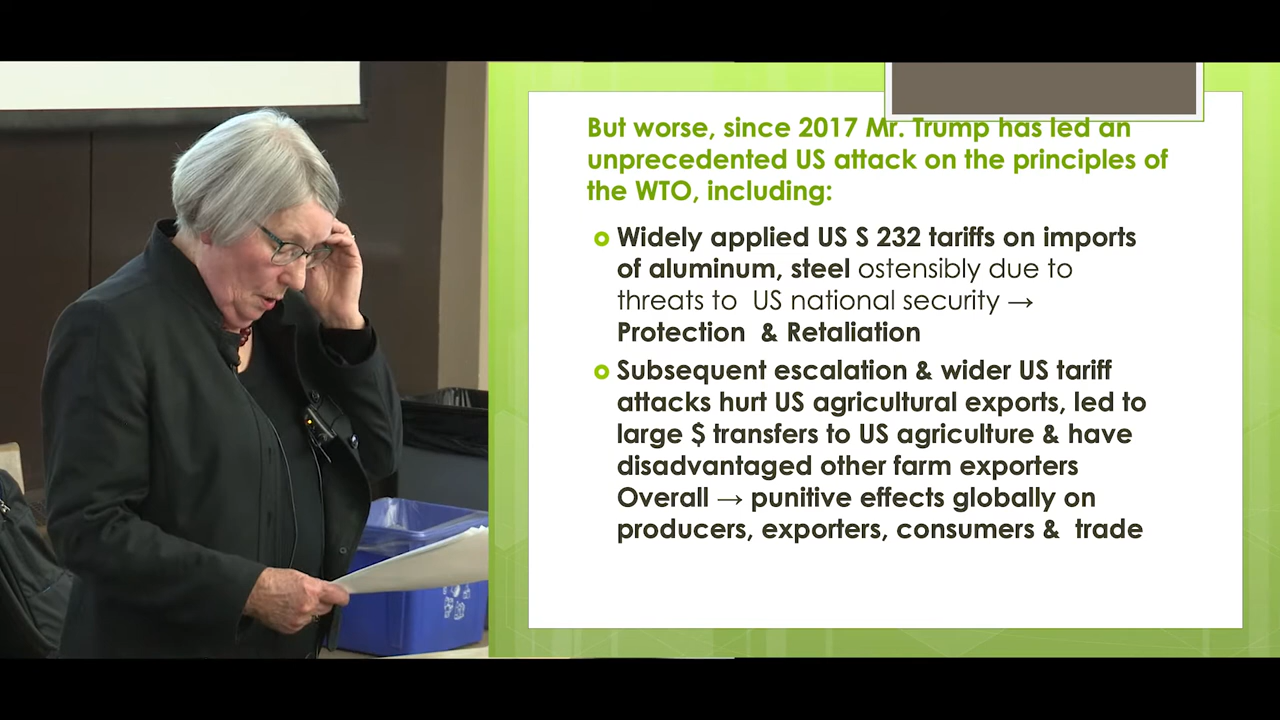 But worse, since 2017 Mr. Trump has led an
unprecedented US attack on the principles of
the WTO, including:
Widely applied US S 232 tariffs on imports
of aluminum, steel ostensibly due to
threats to US national security →
Protection & Retaliation
Subsequent escalation & wider US tariff
attacks hurt US agricultural exports, led to
large $ transfers to US agriculture & have
disadvantaged other farm exporters
Overall → punitive effects globally on
producers, exporters, consumers & trade